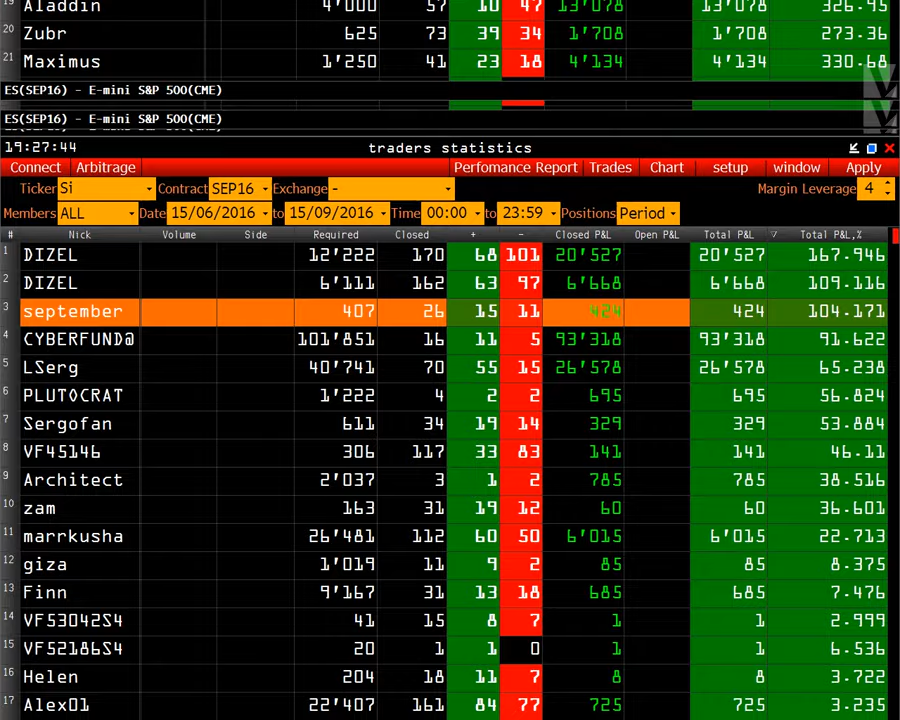 19 Aladdin 4'000 57 10 47 13'078 13'078 326.95
20 Zubr 625 73 39 34 1'708 1'708 273.36
21 Maximus 1'250 41 23 18 4'134 4'134 330.68
ES(SEP16) - E-mini S&P 500(CME)
ES(SEP16) - E-mini S&P 500(CME)
19:27:44 traders statistics
Connect Arbitrage Perfomance Report Trades Chart setup window Apply
Ticker Si Contract SEP16 Exchange - Margin Leverage 4
Members ALL Date 15/06/2016 to 15/09/2016 Time 00:00 to 23:59 Positions Period
# Nick Volume Side Required Closed + - Closed P&L Open P&L Total P&L Total P&L,%
1 DIZEL 12'222 170 68 101 20'527 20'527 167.946
2 DIZEL 6'111 162 63 97 6'668 6'668 109.116
3 september 407 26 15 11 424 424 104.171
4 CYBERFUND@ 101'851 16 11 5 93'318 93'318 91.622
5 LSerg 40'741 70 55 15 26'578 26'578 65.238
6 PLUTOCRAT 1'222 4 2 2 695 695 56.824
7 Sergofan 611 34 19 14 329 329 53.884
8 VF45146 306 117 33 83 141 141 46.11
9 Architect 2'037 3 1 2 785 785 38.516
10 zam 163 31 19 12 60 60 36.601
11 marrkusha 26'481 112 60 50 6'015 6'015 22.713
12 giza 1'019 11 9 2 85 85 8.375
13 Finn 9'167 31 13 18 685 685 7.476
14 VF53042S4 41 15 8 7 1 1 2.999
15 VF52186S4 20 1 1 0 1 1 6.536
16 Helen 204 18 11 7 8 8 3.722
17 Alex01 22'407 161 84 77 725 725 3.235